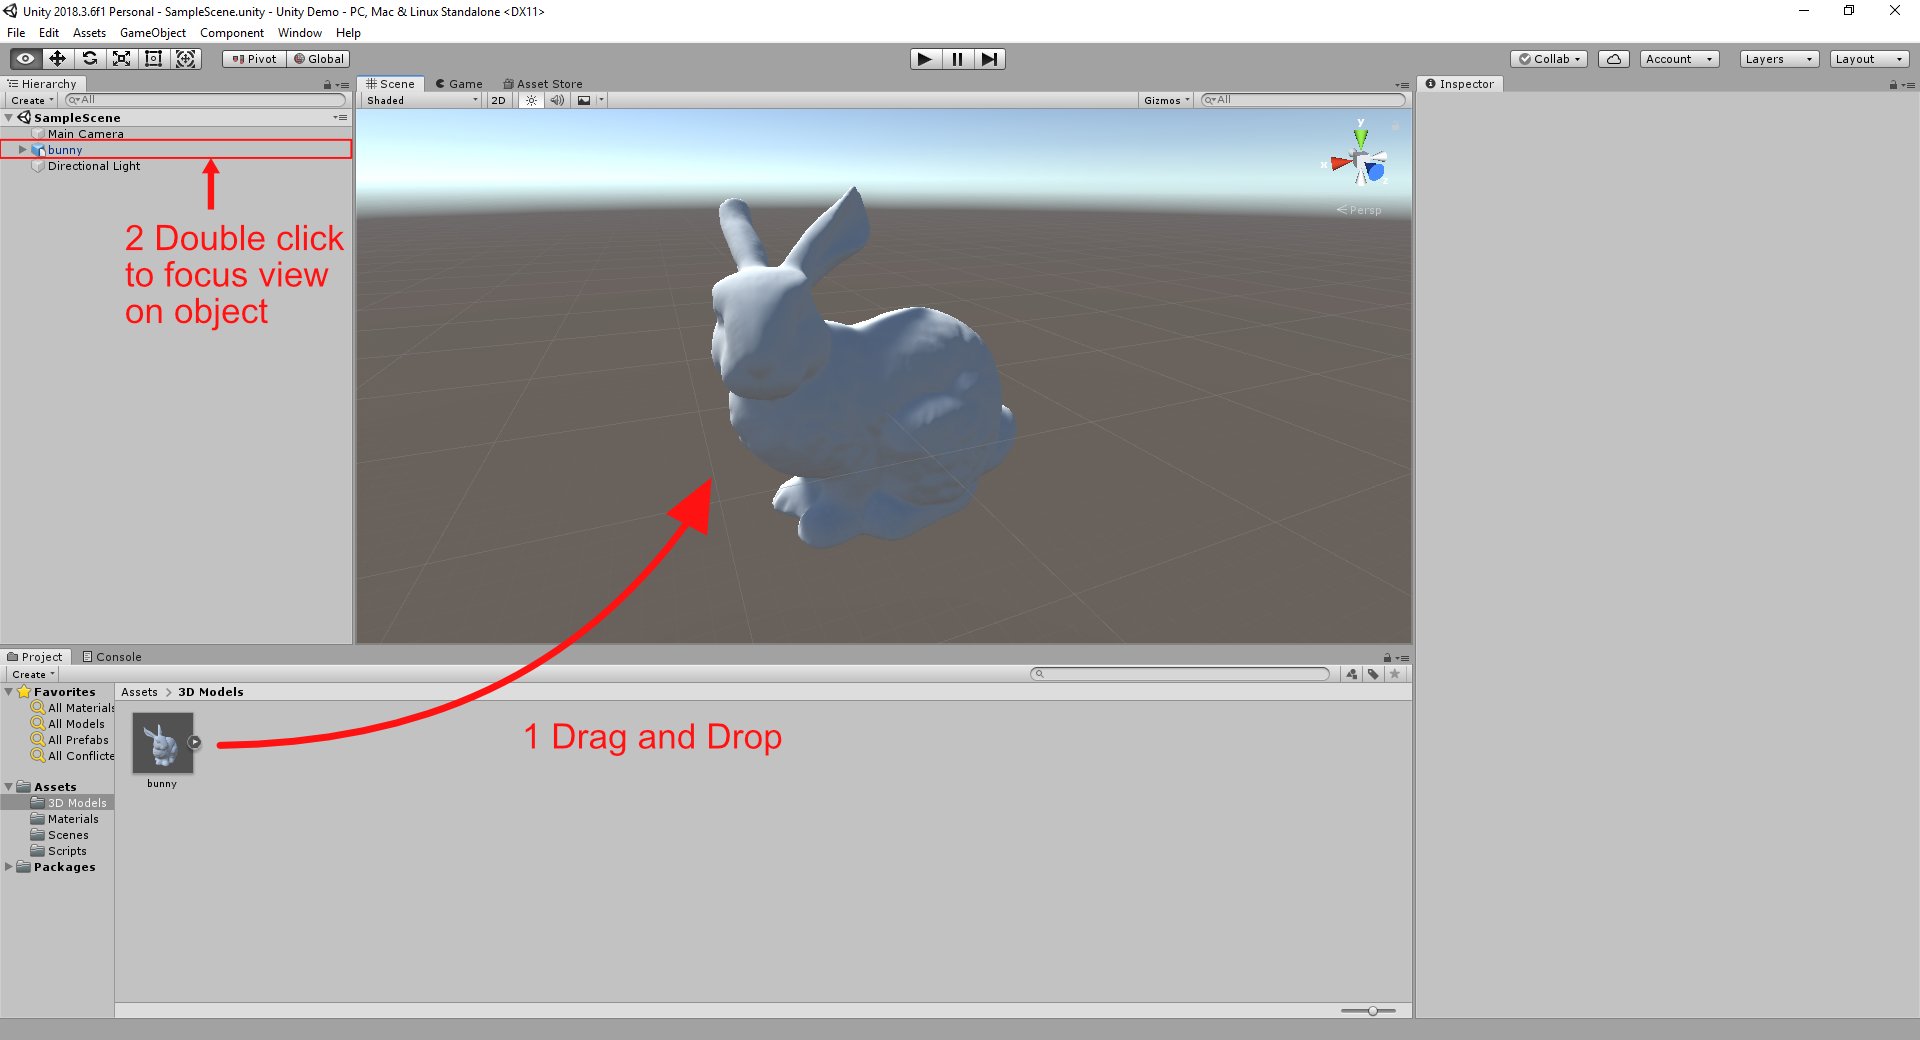 Unity 2018.3.6f1 Personal - SampleScene.unity - Unity Demo - PC, Mac & Linux Standalone <DX11>
File Edit Assets GameObject Component Window Help
Pivot Global Collab Account Layers Layout
Hierarchy
Create All
SampleScene
Main Camera
bunny
Directional Light
2 Double click
to focus view
on object
Scene Game Asset Store
Shaded 2D Gizmos All
y
x
z
Persp
Inspector
Project Console
Create
Favorites
All Materials
All Models
All Prefabs
All Conflicte
Assets
3D Models
Materials
Scenes
Scripts
Packages
Assets > 3D Models
bunny
1 Drag and Drop